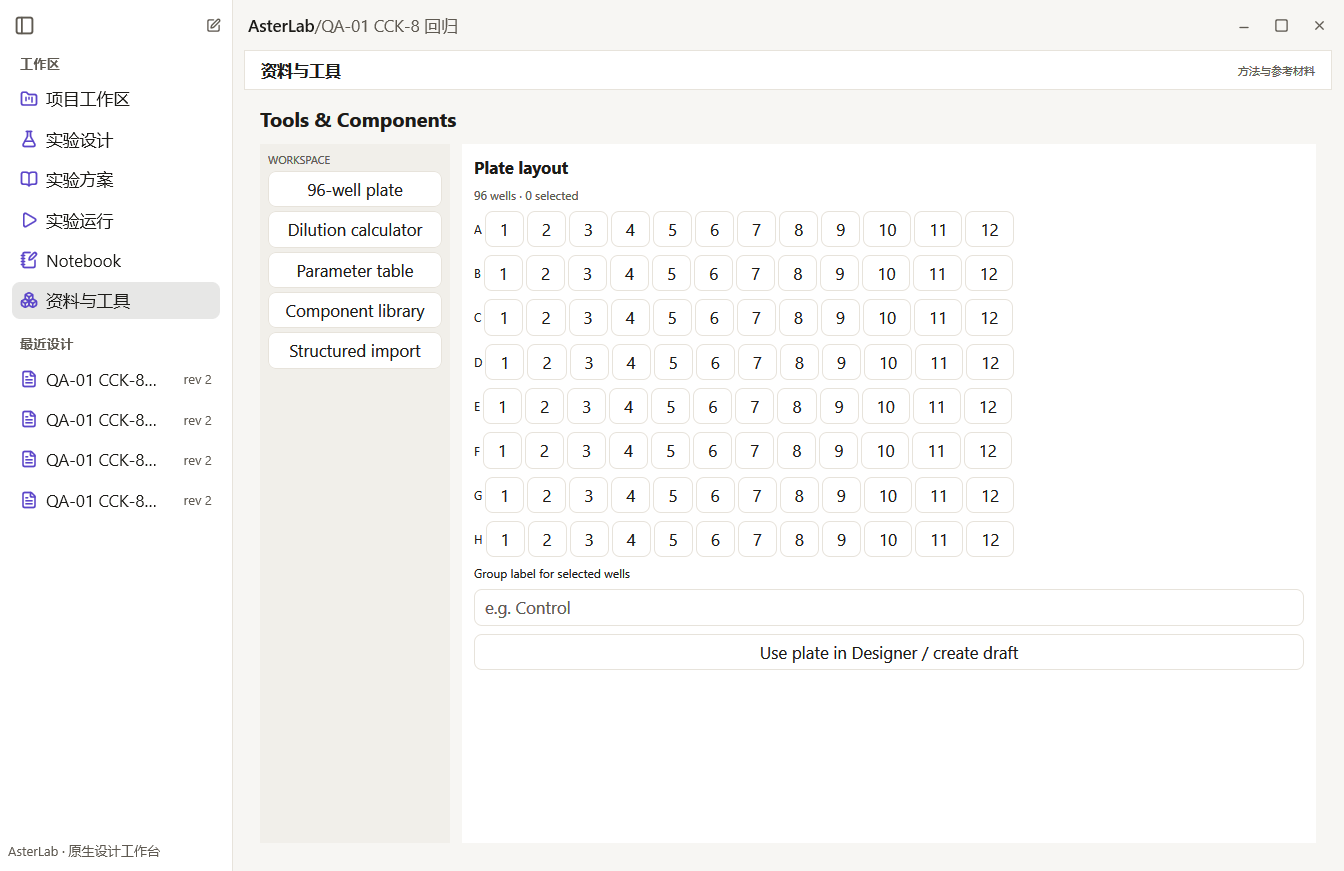 AsterLab/QA-01 CCK-8 回归
工作区
项目工作区
实验设计
实验方案
实验运行
Notebook
资料与工具
最近设计
QA-01 CCK-8... rev 2
QA-01 CCK-8... rev 2
QA-01 CCK-8... rev 2
QA-01 CCK-8... rev 2
AsterLab · 原生设计工作台
资料与工具 方法与参考材料
Tools & Components
WORKSPACE
96-well plate
Dilution calculator
Parameter table
Component library
Structured import
Plate layout
96 wells · 0 selected
A 1 2 3 4 5 6 7 8 9 10 11 12
B 1 2 3 4 5 6 7 8 9 10 11 12
C 1 2 3 4 5 6 7 8 9 10 11 12
D 1 2 3 4 5 6 7 8 9 10 11 12
E 1 2 3 4 5 6 7 8 9 10 11 12
F 1 2 3 4 5 6 7 8 9 10 11 12
G 1 2 3 4 5 6 7 8 9 10 11 12
H 1 2 3 4 5 6 7 8 9 10 11 12
Group label for selected wells
e.g. Control
Use plate in Designer / create draft